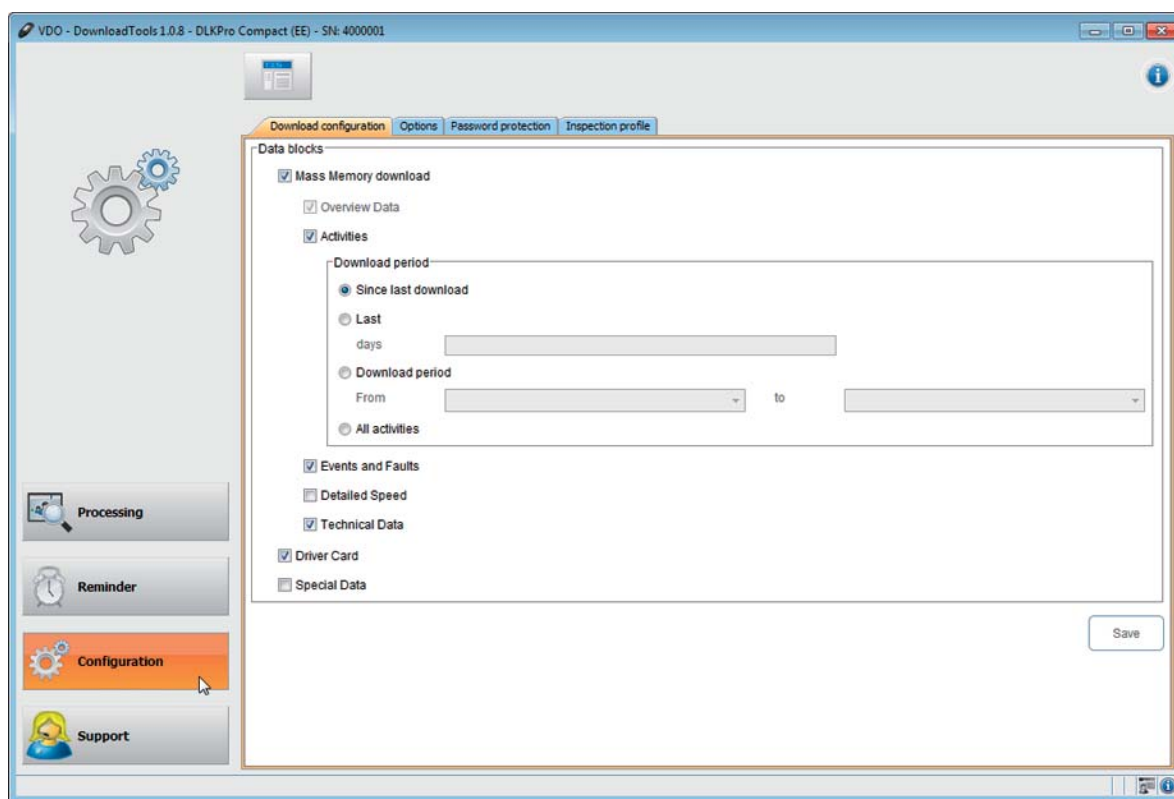 VDO - DownloadTools 1.0.8 - DLKPro Compact (EE) - SN: 4000001
Download configuration Options Password protection Inspection profile
Data blocks
Mass Memory download
Overview Data
Activities
Download period
Since last download
Last
days
Download period
From to
All activities
Events and Faults
Detailed Speed
Technical Data
Driver Card
Special Data
Save
Processing
Reminder
Configuration
Support